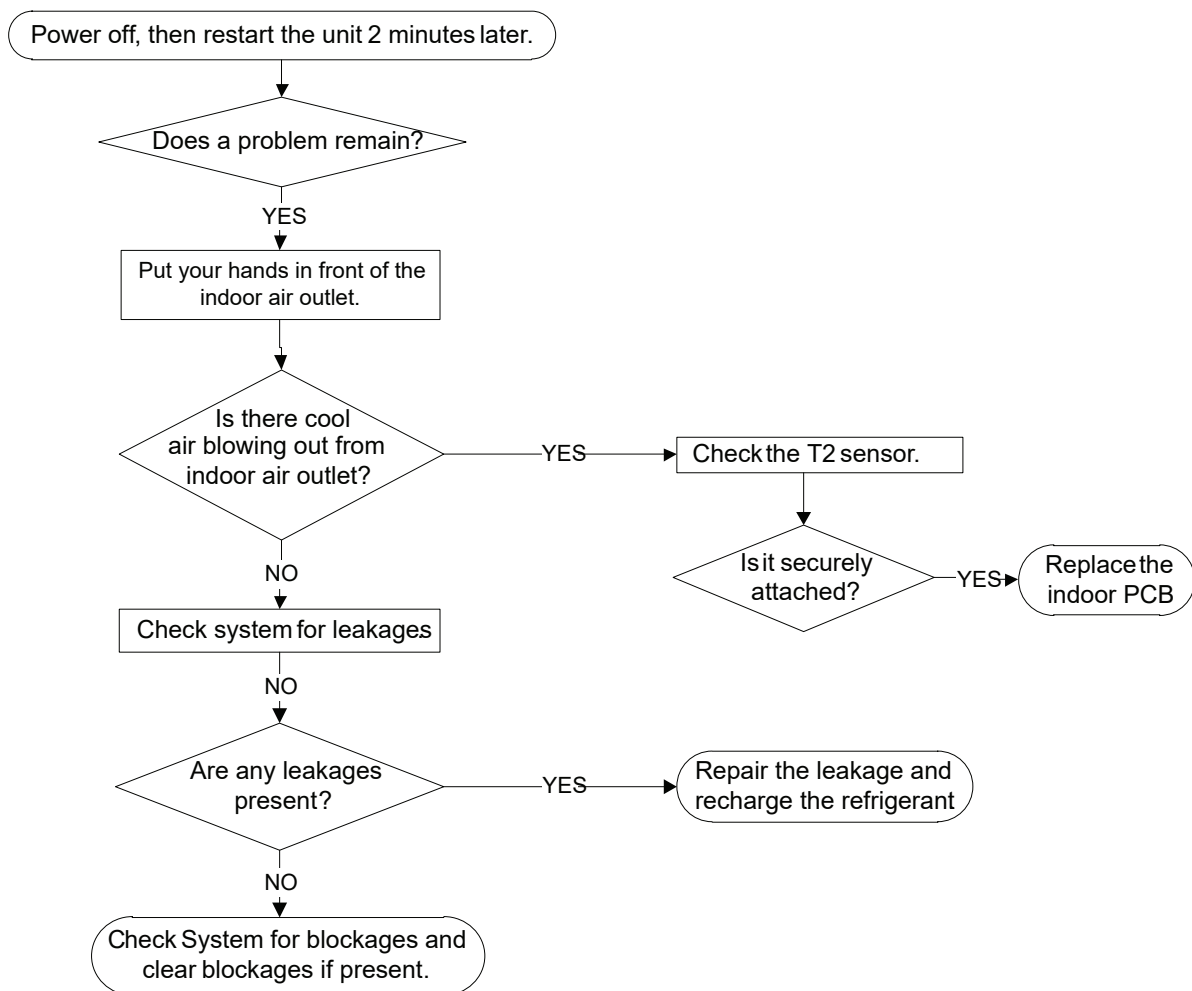 Power off, then restart the unit 2 minutes later.
Does a problem remain?
YES
Put your hands in front of the
indoor air outlet.
Is there cool
air blowing out from
indoor air outlet?
YES
Check the T2 sensor.
Is it securely
attached?
YES
Replace the
indoor PCB
NO
Check system for leakages.
NO
Are any leakages
present?
YES
Repair the leakage and
recharge the refrigerant
NO
Check System for blockages and
clear blockages if present.